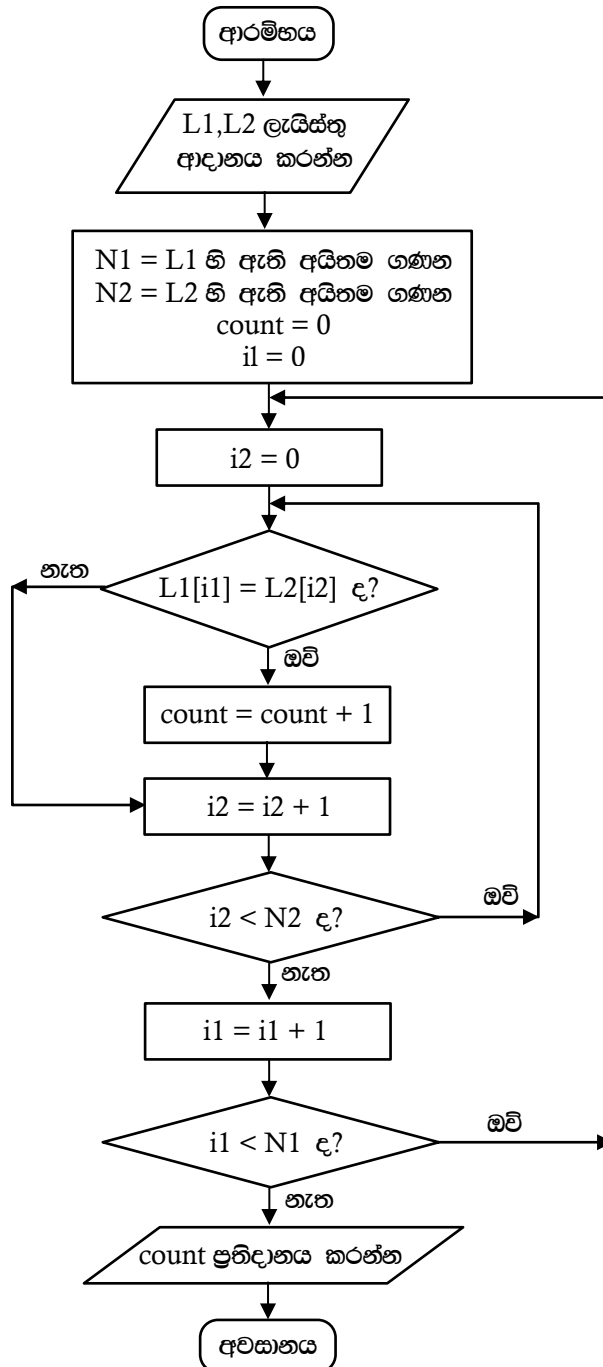 ආරම්භය
L1,L2 ලැයිස්තු
ආදානය කරන්න
N1 = L1 හි ඇති අයිතම ගණන
N2 = L2 හි ඇති අයිතම ගණන
count = 0
i1 = 0
i2 = 0
නැත
L1[i1] = L2[i2] ද?
ඔව්
count = count + 1
i2 = i2 + 1
ඔව්
i2 < N2 ද?
නැත
i1 = i1 + 1
ඔව්
i1 < N1 ද?
නැත
count ප්‍රතිදානය කරන්න
අවසානය